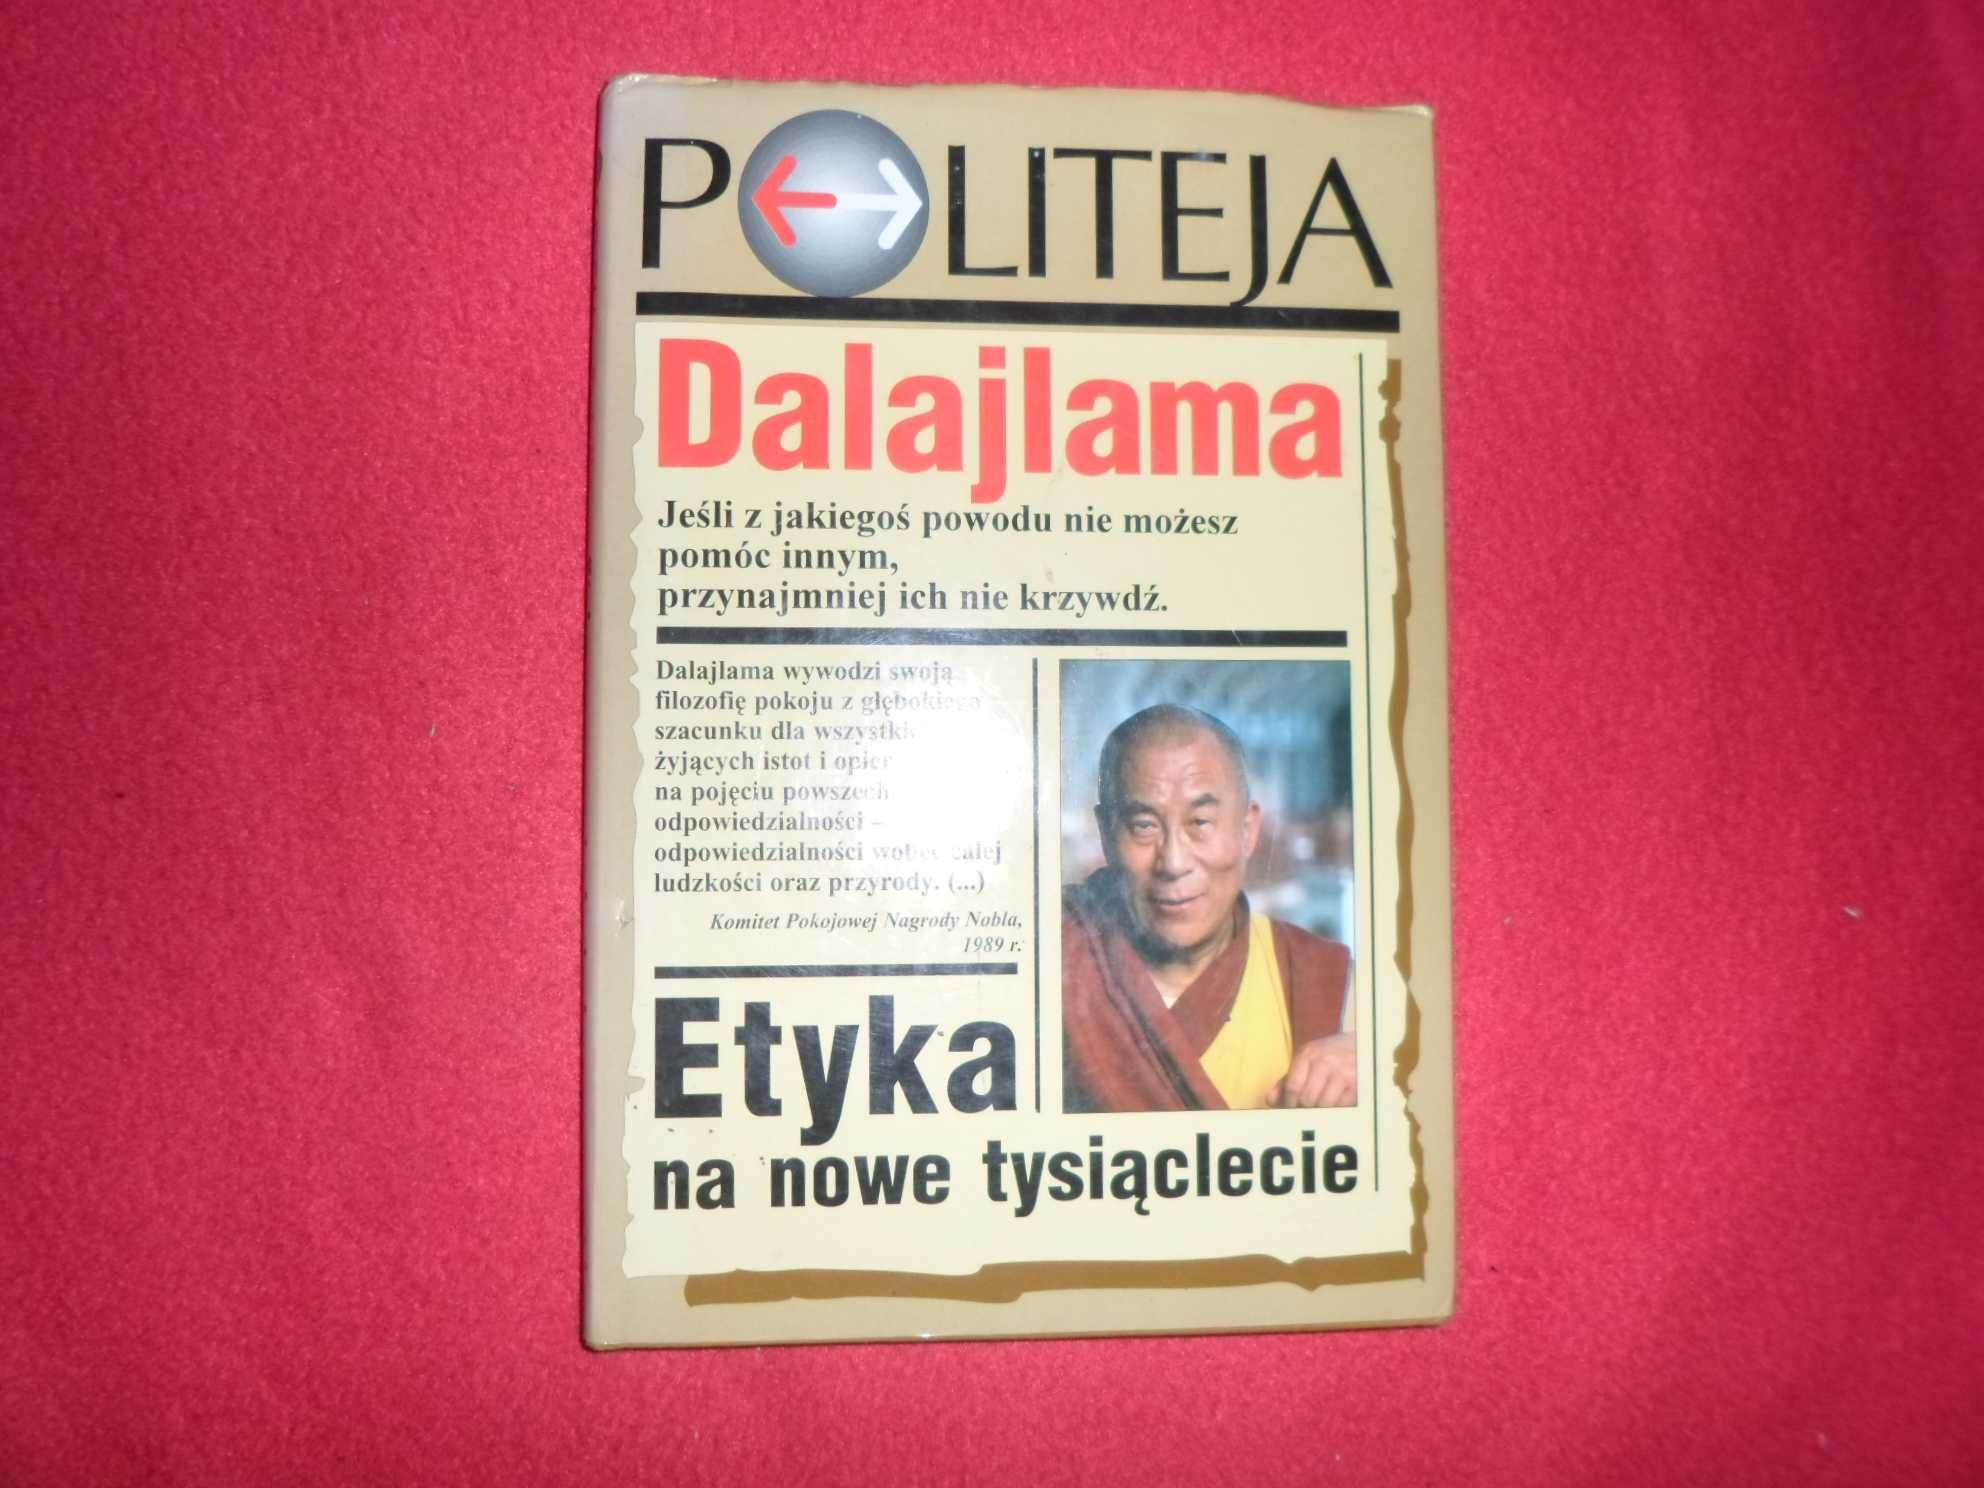 POLITEJA
Dalajlama
Jeśli z jakiegoś powodu nie możesz
pomóc innym,
przynajmniej ich nie krzywdź.
Dalajlama wywodzi swoją
filozofię pokoju z głębokiego
szacunku dla
żyjących istot i
na pojęciu
odpowiedzialności –
odpowiedzialności wobec całej
ludzkości oraz przyrody. (...)
Komitet Pokojowej Nagrody Nobla,
1989 r.
Etyka
na nowe tysiąclecie